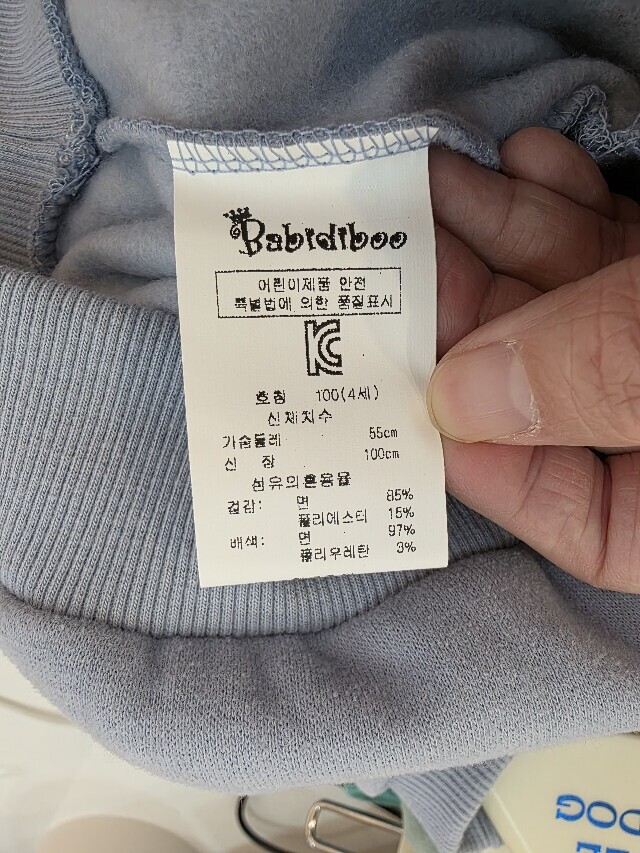 Babidiboo
어린이제품 안전
특별법에 의한 품질표시
KC
호칭 100(4세)
신체치수
가슴둘레 55cm
신 장 100cm
섬유의혼용율
겉감: 면 85%
폴리에스터 15%
배색: 면 97%
폴리우레탄 3%
DOG